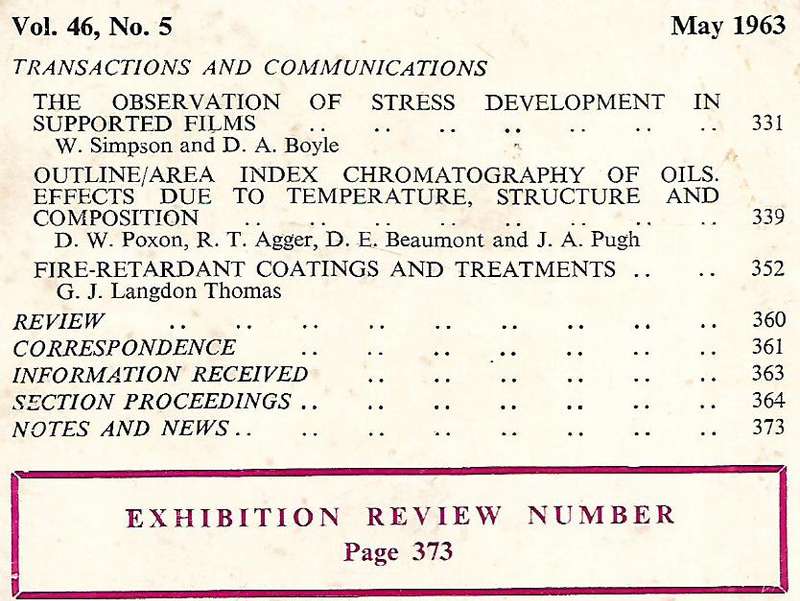 Vol. 46, No. 5 May 1963
TRANSACTIONS AND COMMUNICATIONS
THE OBSERVATION OF STRESS DEVELOPMENT IN
SUPPORTED FILMS .. .. .. .. .. .. .. 331
W. Simpson and D. A. Boyle
OUTLINE/AREA INDEX CHROMATOGRAPHY OF OILS.
EFFECTS DUE TO TEMPERATURE, STRUCTURE AND
COMPOSITION .. .. .. .. .. .. .. .. 339
D. W. Poxon, R. T. Agger, D. E. Beaumont and J. A. Pugh
FIRE-RETARDANT COATINGS AND TREATMENTS .. .. 352
G. J. Langdon Thomas
REVIEW .. .. .. .. .. .. .. .. .. 360
CORRESPONDENCE .. .. .. .. .. .. .. 361
INFORMATION RECEIVED .. .. .. .. .. .. 363
SECTION PROCEEDINGS .. .. .. .. .. .. .. 364
NOTES AND NEWS .. .. .. .. .. .. .. .. 373
EXHIBITION REVIEW NUMBER
Page 373